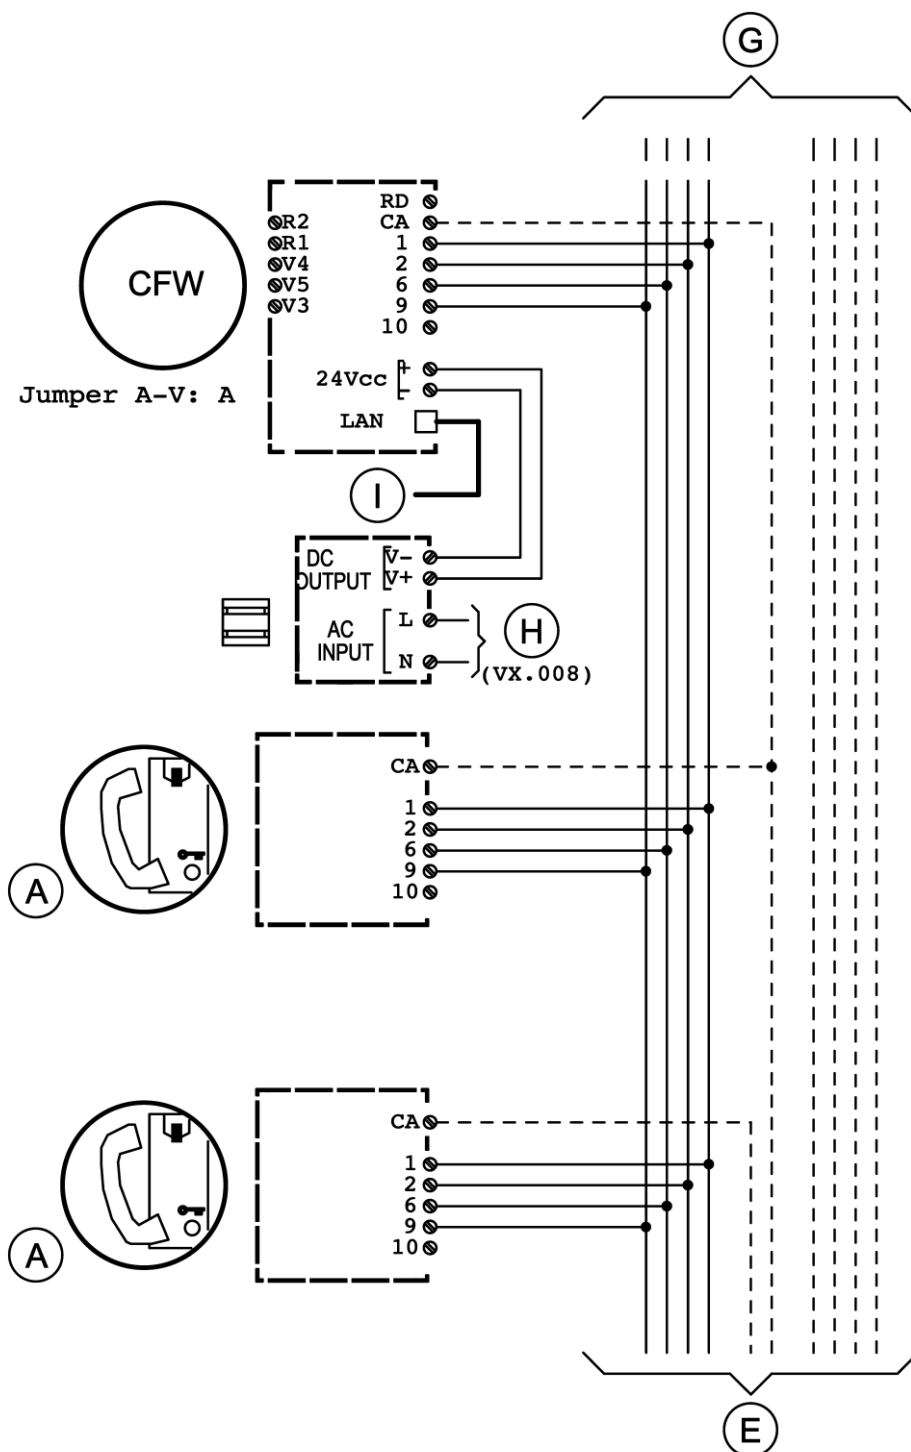 G
RD
CA
R2
R1
1
V4
2
CFW
V5
6
V3
9
10
24Vcc + -
Jumper A-V: A
LAN
I
DC OUTPUT
V-
V+
AC INPUT
L
N
H
(VX.008)
CA
1
2
6
9
10
A
CA
1
2
6
9
10
A
E